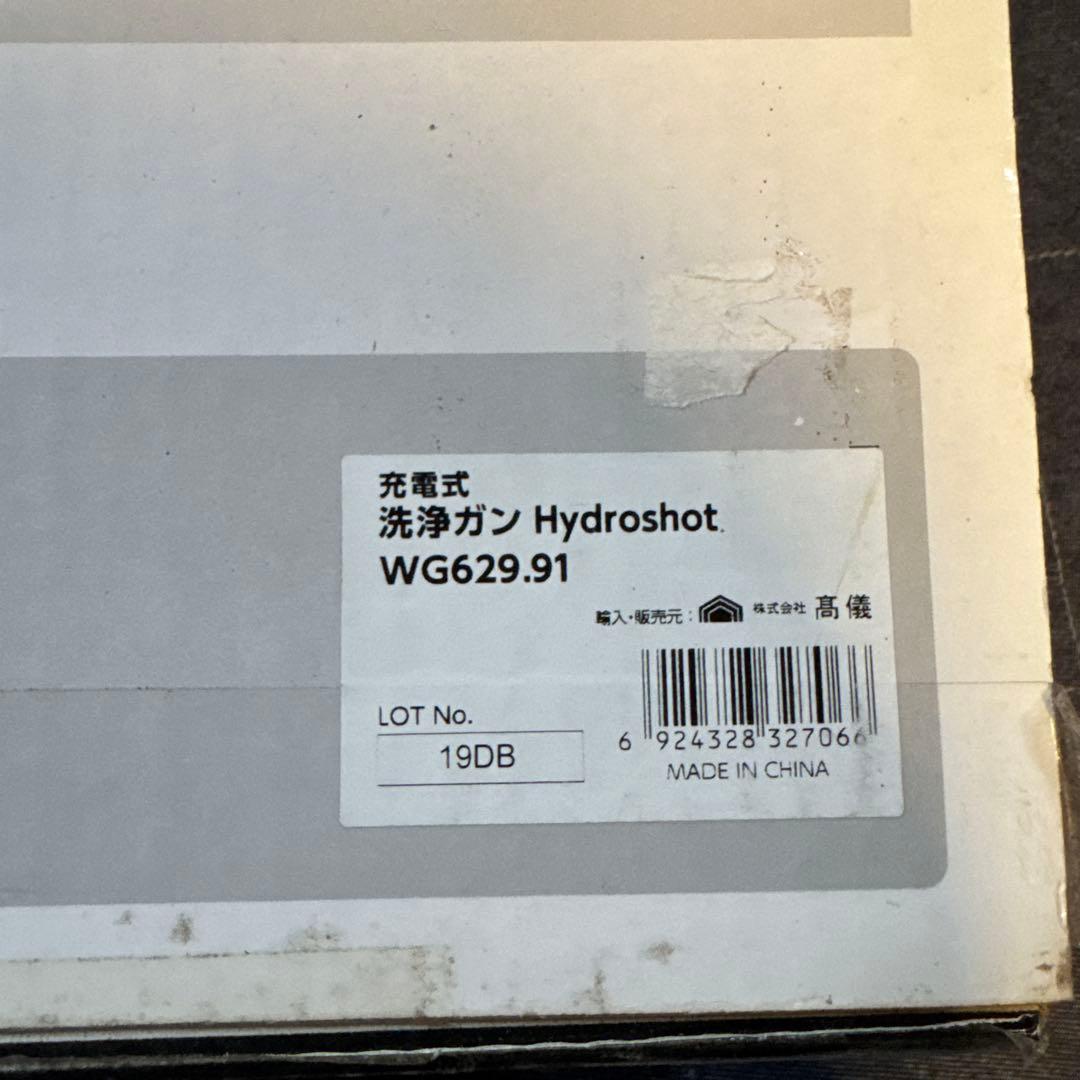 充電式
洗浄ガン Hydroshot
WG629.91
輸入・販売元：株式会社 髙儀
LOT No.
19DB
6 924328 327066
MADE IN CHINA